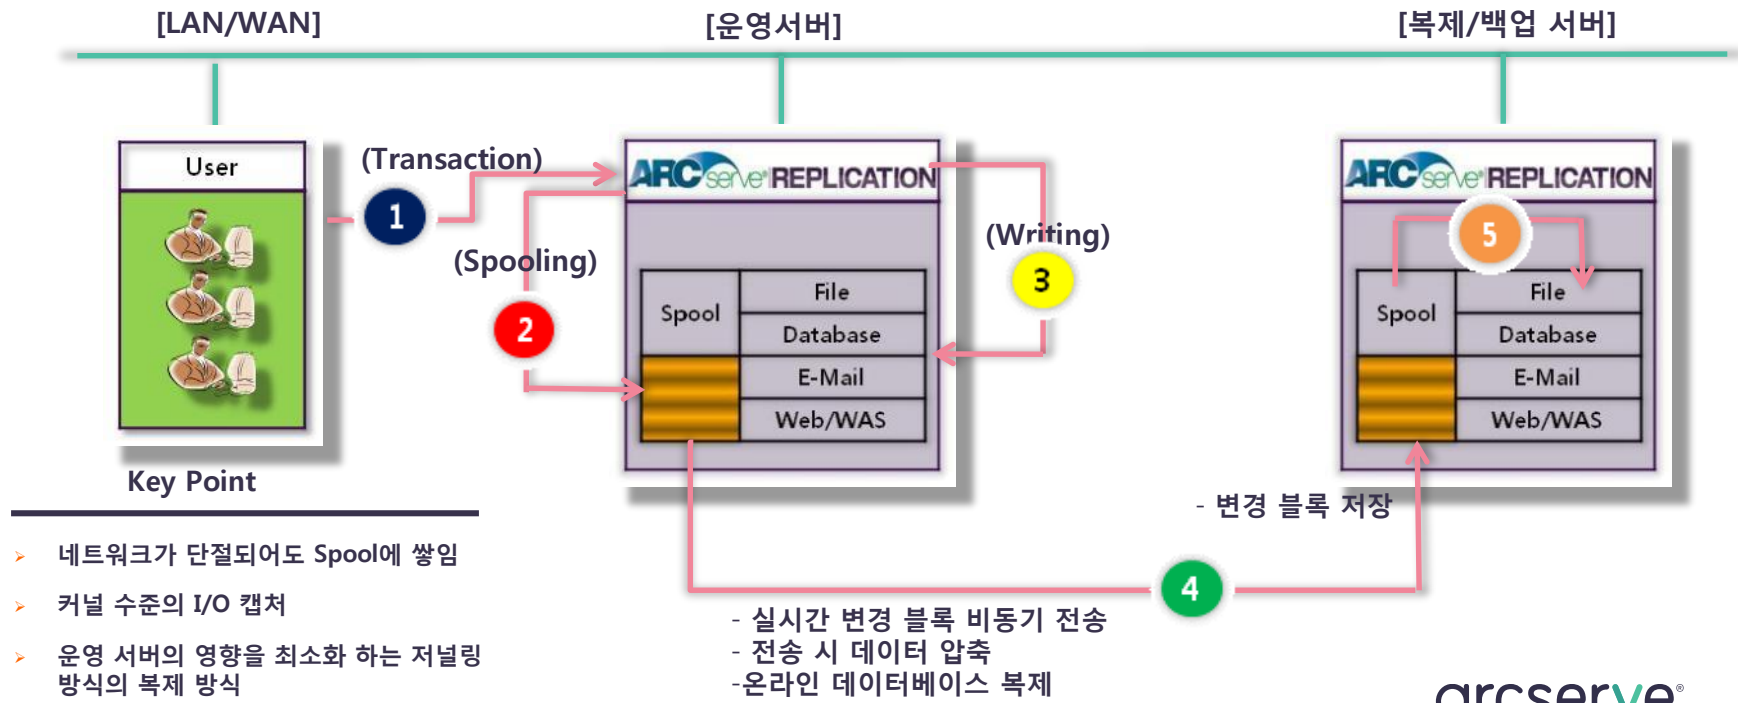 [LAN/WAN]
[운영서버]
[복제/백업 서버]
User
(Transaction)
1
(Spooling)
2
ARCserve® REPLICATION
(Writing)
3
Spool
File
Database
E-Mail
Web/WAS
ARCserve® REPLICATION
5
Spool
File
Database
E-Mail
Web/WAS
- 변경 블록 저장
4
- 실시간 변경 블록 비동기 전송
- 전송 시 데이터 압축
-온라인 데이터베이스 복제
Key Point
➢ 네트워크가 단절되어도 Spool에 쌓임
➢ 커널 수준의 I/O 캡처
➢ 운영 서버의 영향을 최소화 하는 저널링
방식의 복제 방식
arcserve®